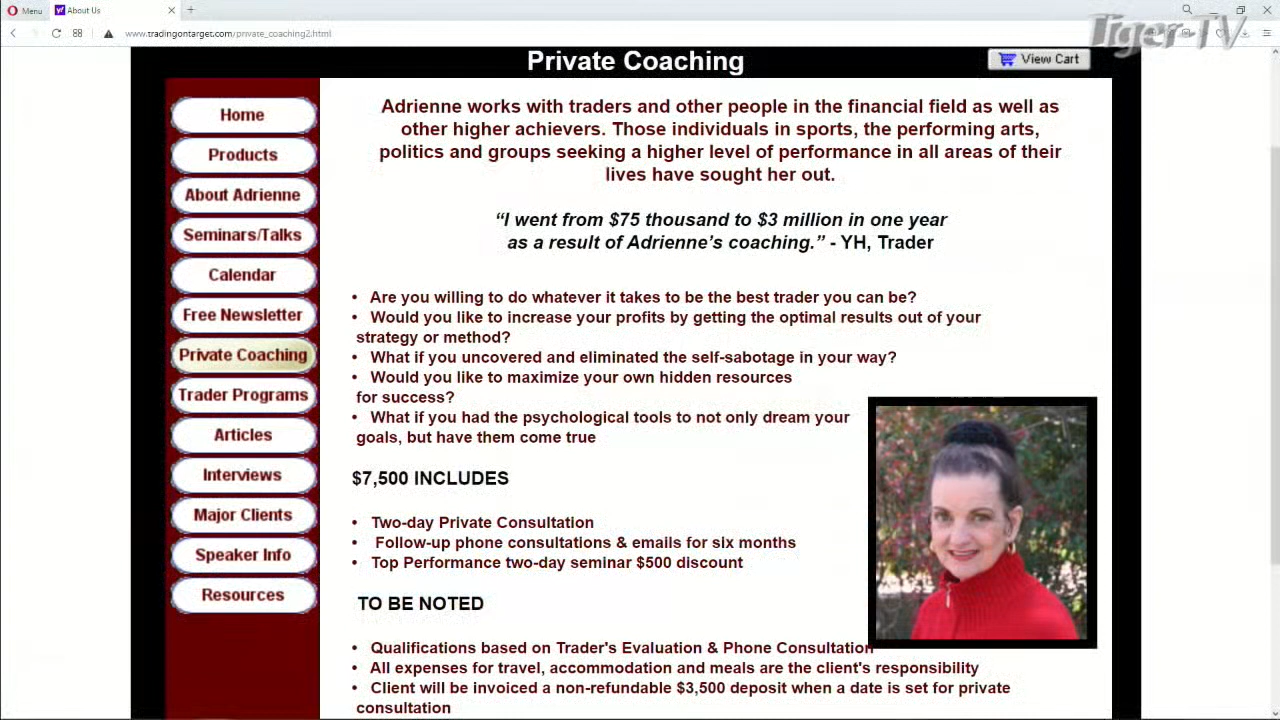 Menu
About Us
www.tradingontarget.com/private_coaching2.html
Tiger-TV
Private Coaching
View Cart
Home
Products
About Adrienne
Seminars/Talks
Calendar
Free Newsletter
Private Coaching
Trader Programs
Articles
Interviews
Major Clients
Speaker Info
Resources
Adrienne works with traders and other people in the financial field as well as
other higher achievers. Those individuals in sports, the performing arts,
politics and groups seeking a higher level of performance in all areas of their
lives have sought her out.
“I went from $75 thousand to $3 million in one year
as a result of Adrienne’s coaching.” - YH, Trader
• Are you willing to do whatever it takes to be the best trader you can be?
• Would you like to increase your profits by getting the optimal results out of your
strategy or method?
• What if you uncovered and eliminated the self-sabotage in your way?
• Would you like to maximize your own hidden resources
for success?
• What if you had the psychological tools to not only dream your
goals, but have them come true
$7,500 INCLUDES
• Two-day Private Consultation
• Follow-up phone consultations & emails for six months
• Top Performance two-day seminar $500 discount
TO BE NOTED
• Qualifications based on Trader's Evaluation & Phone Consultation
• All expenses for travel, accommodation and meals are the client's responsibility
• Client will be invoiced a non-refundable $3,500 deposit when a date is set for private
consultation